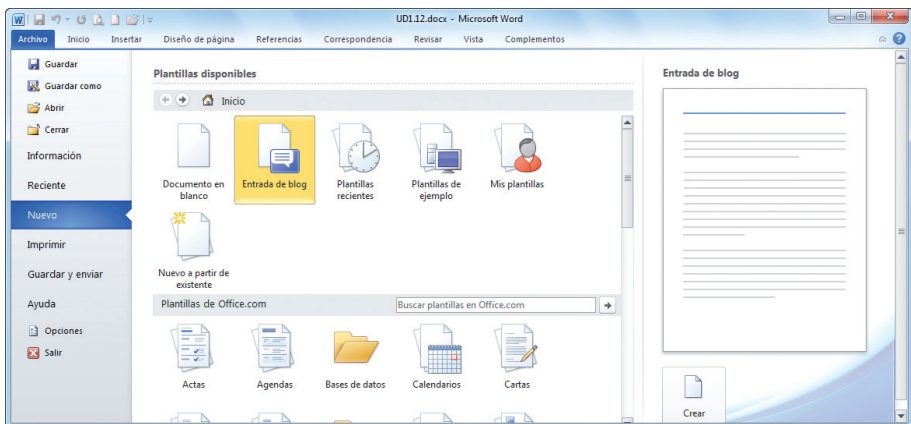 UD1.12.docx - Microsoft Word
Archivo Inicio Insertar Diseño de página Referencias Correspondencia Revisar Vista Complementos
Guardar
Guardar como
Abrir
Cerrar
Información
Reciente
Nuevo
Imprimir
Guardar y enviar
Ayuda
Opciones
Salir
Plantillas disponibles
Inicio
Documento en
blanco
Entrada de blog
Plantillas
recientes
Plantillas de
ejemplo
Mis plantillas
Nuevo a partir de
existente
Plantillas de Office.com
Buscar plantillas en Office.com
Actas
Agendas
Bases de datos
Calendarios
Cartas
Entrada de blog
Crear